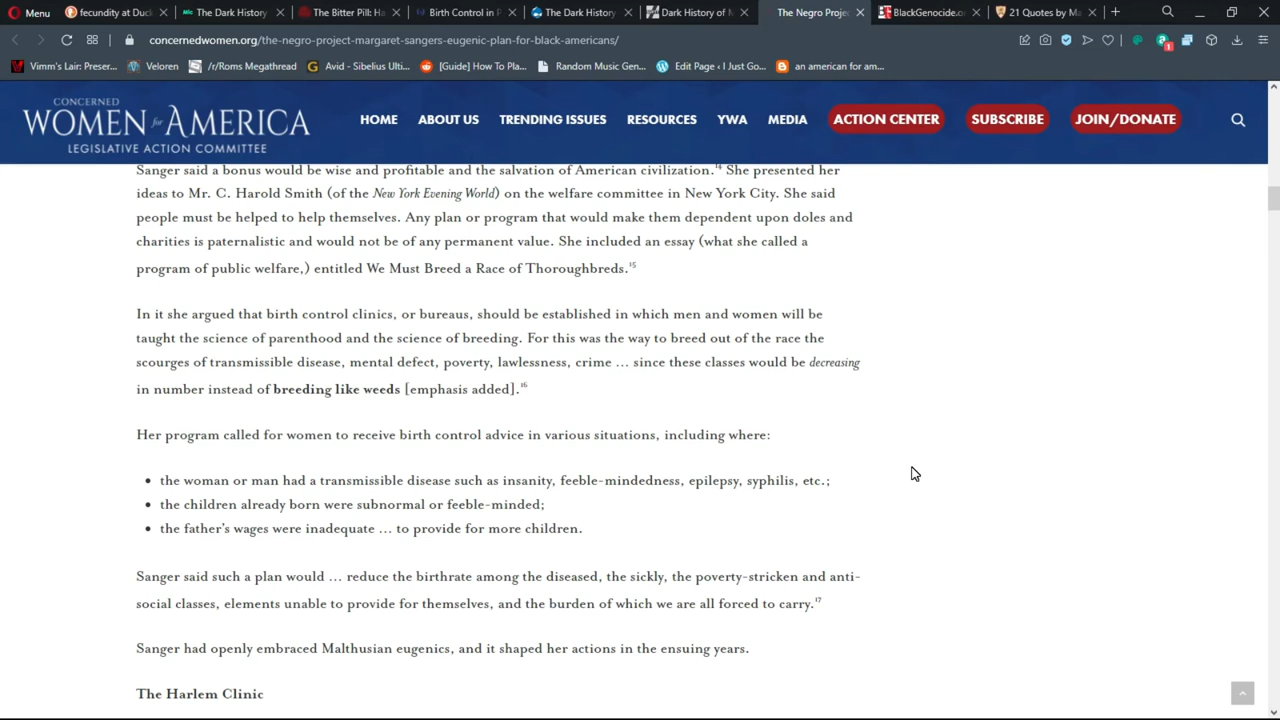 Menu fecundity at Duck The Dark History The Bitter Pill: Ha Birth Control in P The Dark History Dark History of M The Negro Proje BlackGenocide.o 21 Quotes by Ma
concernedwomen.org/the-negro-project-margaret-sangers-eugenic-plan-for-black-americans/
Vimm's Lair: Preser... Veloren /r/Roms Megathread Avid - Sibelius Ulti... [Guide] How To Pla... Random Music Gen... Edit Page ‹ I Just Go... an american for am...
CONCERNED
WOMEN for AMERICA
LEGISLATIVE ACTION COMMITTEE
HOME ABOUT US TRENDING ISSUES RESOURCES YWA MEDIA ACTION CENTER SUBSCRIBE JOIN/DONATE
Sanger said a bonus would be wise and profitable and the salvation of American civilization.14 She presented her
ideas to Mr. C. Harold Smith (of the New York Evening World) on the welfare committee in New York City. She said
people must be helped to help themselves. Any plan or program that would make them dependent upon doles and
charities is paternalistic and would not be of any permanent value. She included an essay (what she called a
program of public welfare,) entitled We Must Breed a Race of Thoroughbreds.15
In it she argued that birth control clinics, or bureaus, should be established in which men and women will be
taught the science of parenthood and the science of breeding. For this was the way to breed out of the race the
scourges of transmissible disease, mental defect, poverty, lawlessness, crime ... since these classes would be decreasing
in number instead of breeding like weeds [emphasis added].16
Her program called for women to receive birth control advice in various situations, including where:
• the woman or man had a transmissible disease such as insanity, feeble-mindedness, epilepsy, syphilis, etc.;
• the children already born were subnormal or feeble-minded;
• the father's wages were inadequate ... to provide for more children.
Sanger said such a plan would ... reduce the birthrate among the diseased, the sickly, the poverty-stricken and anti-
social classes, elements unable to provide for themselves, and the burden of which we are all forced to carry.17
Sanger had openly embraced Malthusian eugenics, and it shaped her actions in the ensuing years.
The Harlem Clinic